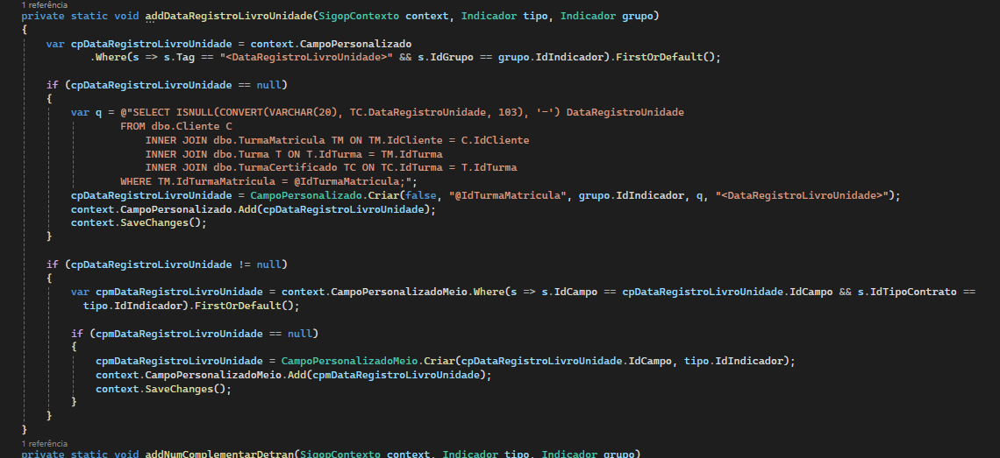 1 referência
private static void addDataRegistroLivroUnidade(SigopContexto context, Indicador tipo, Indicador grupo)
{
var cpDataRegistroLivroUnidade = context.CampoPersonalizado
.Where(s => s.Tag == "<DataRegistroLivroUnidade>" && s.IdGrupo == grupo.IdIndicador).FirstOrDefault();
if (cpDataRegistroLivroUnidade == null)
{
var q = @"SELECT ISNULL(CONVERT(VARCHAR(20), TC.DataRegistroUnidade, 103), '-') DataRegistroUnidade
FROM dbo.Cliente C
INNER JOIN dbo.TurmaMatricula TM ON TM.IdCliente = C.IdCliente
INNER JOIN dbo.Turma T ON T.IdTurma = TM.IdTurma
INNER JOIN dbo.TurmaCertificado TC ON TC.IdTurma = T.IdTurma
WHERE TM.IdTurmaMatricula = @IdTurmaMatricula;";
cpDataRegistroLivroUnidade = CampoPersonalizado.Criar(false, "@IdTurmaMatricula", grupo.IdIndicador, q, "<DataRegistroLivroUnidade>");
context.CampoPersonalizado.Add(cpDataRegistroLivroUnidade);
context.SaveChanges();
}
if (cpDataRegistroLivroUnidade != null)
{
var cpmDataRegistroLivroUnidade = context.CampoPersonalizadoMeio.Where(s => s.IdCampo == cpDataRegistroLivroUnidade.IdCampo && s.IdTipoContrato ==
tipo.IdIndicador).FirstOrDefault();
if (cpmDataRegistroLivroUnidade == null)
{
cpmDataRegistroLivroUnidade = CampoPersonalizadoMeio.Criar(cpDataRegistroLivroUnidade.IdCampo, tipo.IdIndicador);
context.CampoPersonalizadoMeio.Add(cpmDataRegistroLivroUnidade);
context.SaveChanges();
}
}
}
1 referência
private static void addNumComplementarDetran(SigopContexto context, Indicador tipo, Indicador grupo)